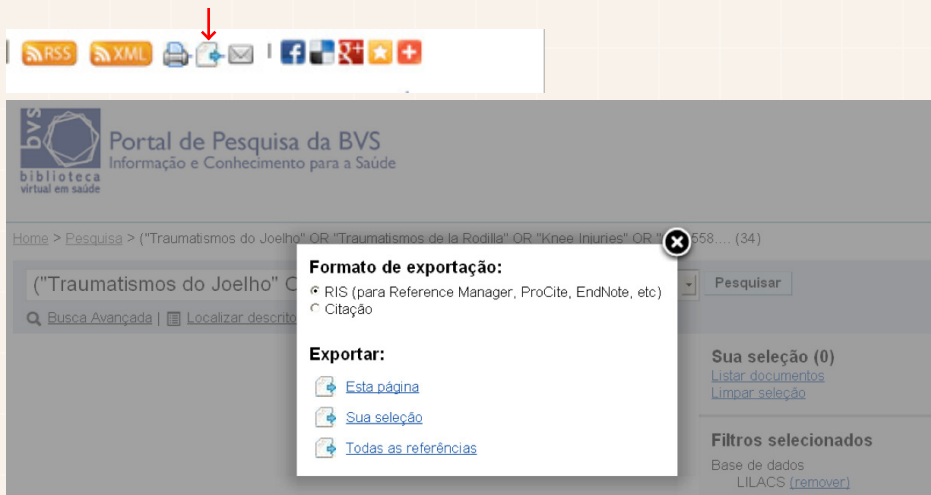 RSS XML
bvs
Portal de Pesquisa da BVS
Informação e Conhecimento para a Saúde
biblioteca
virtual em saúde
Home > Pesquisa > ("Traumatismos do Joelho" OR "Traumatismos de la Rodilla" OR "Knee Injuries" OR " 558.... (34)
("Traumatismos do Joelho" O
Pesquisar
Busca Avançada | Localizar descrito
Formato de exportação:
RIS (para Reference Manager, ProCite, EndNote, etc)
Citação
Exportar:
Esta página
Sua seleção
Todas as referências
Sua seleção (0)
Listar documentos
Limpar seleção
Filtros selecionados
Base de dados
LILACS (remover)